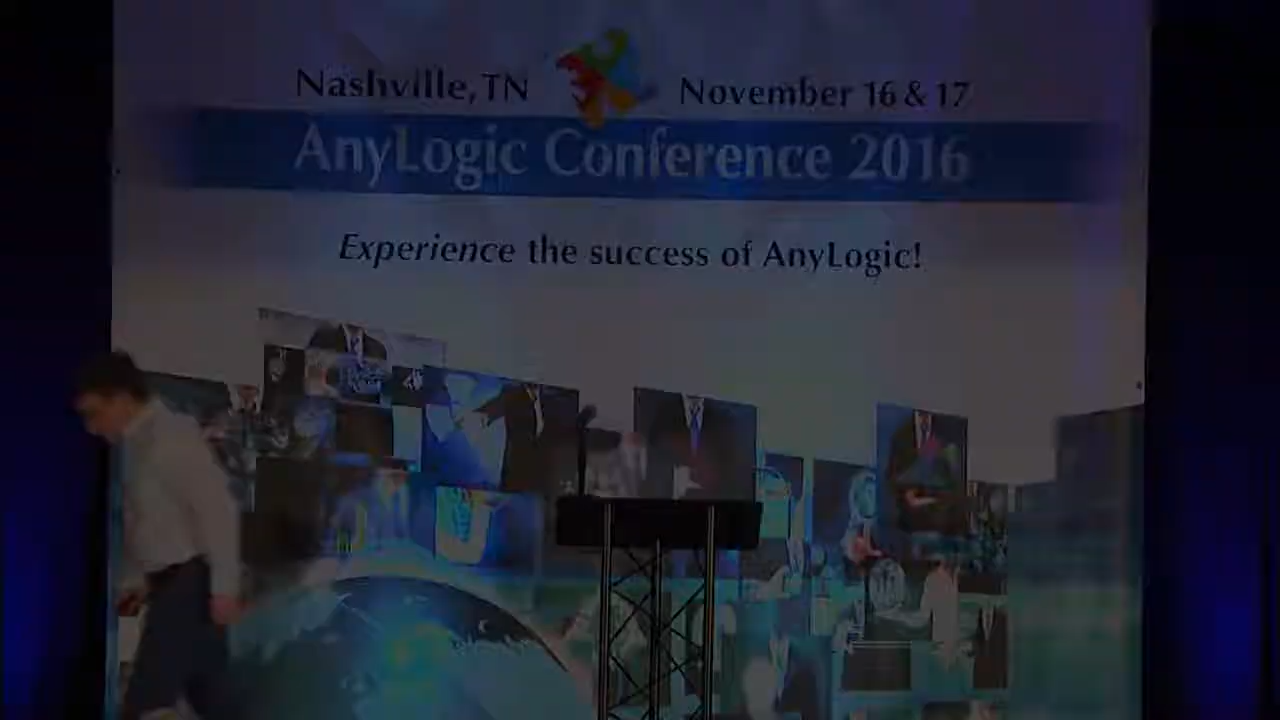 Nashville, TN November 16 & 17
AnyLogic Conference 2016
Experience the success of AnyLogic!